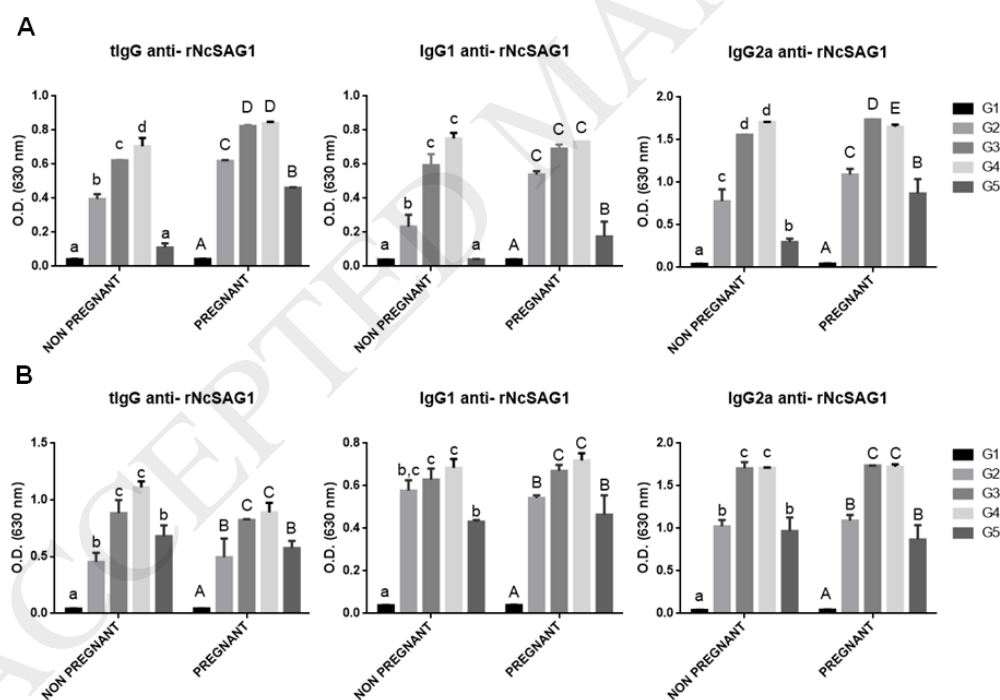 A
tIgG anti- rNcSAG1
O.D. (630 nm)
1.0
0.8
0.6
0.4
0.2
0.0
a b c d a A C D D B
NON PREGNANT
PREGNANT
IgG1 anti- rNcSAG1
O.D. (630 nm)
1.0
0.8
0.6
0.4
0.2
0.0
a b c c a A C C C B
NON PREGNANT
PREGNANT
IgG2a anti- rNcSAG1
O.D. (630 nm)
2.0
1.5
1.0
0.5
0.0
a c d d b A C D E B
NON PREGNANT
PREGNANT
G1
G2
G3
G4
G5
B
tIgG anti- rNcSAG1
O.D. (630 nm)
1.5
1.0
0.5
0.0
a b c c b A B C C B
NON PREGNANT
PREGNANT
IgG1 anti- rNcSAG1
O.D. (630 nm)
0.8
0.6
0.4
0.2
0.0
a b,c c c b A B C C B
NON PREGNANT
PREGNANT
IgG2a anti- rNcSAG1
O.D. (630 nm)
2.0
1.5
1.0
0.5
0.0
a b c c b A B C C B
NON PREGNANT
PREGNANT
G1
G2
G3
G4
G5
ACCEPTED MA